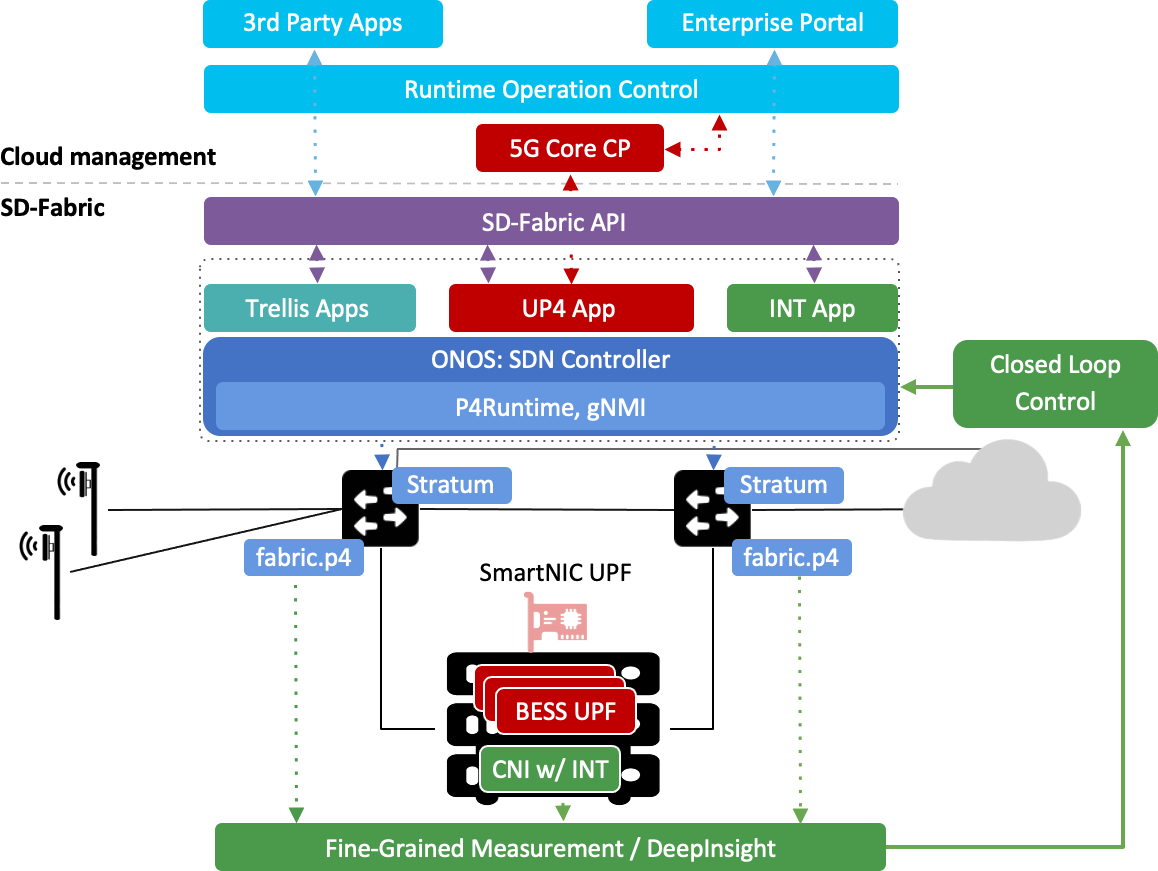 3rd Party Apps
Enterprise Portal
Runtime Operation Control
5G Core CP
Cloud management
SD-Fabric
SD-Fabric API
Trellis Apps
UP4 App
INT App
ONOS: SDN Controller
P4Runtime, gNMI
Closed Loop
Control
Stratum
Stratum
fabric.p4
fabric.p4
SmartNIC UPF
BESS UPF
CNI w/ INT
Fine-Grained Measurement / DeepInsight